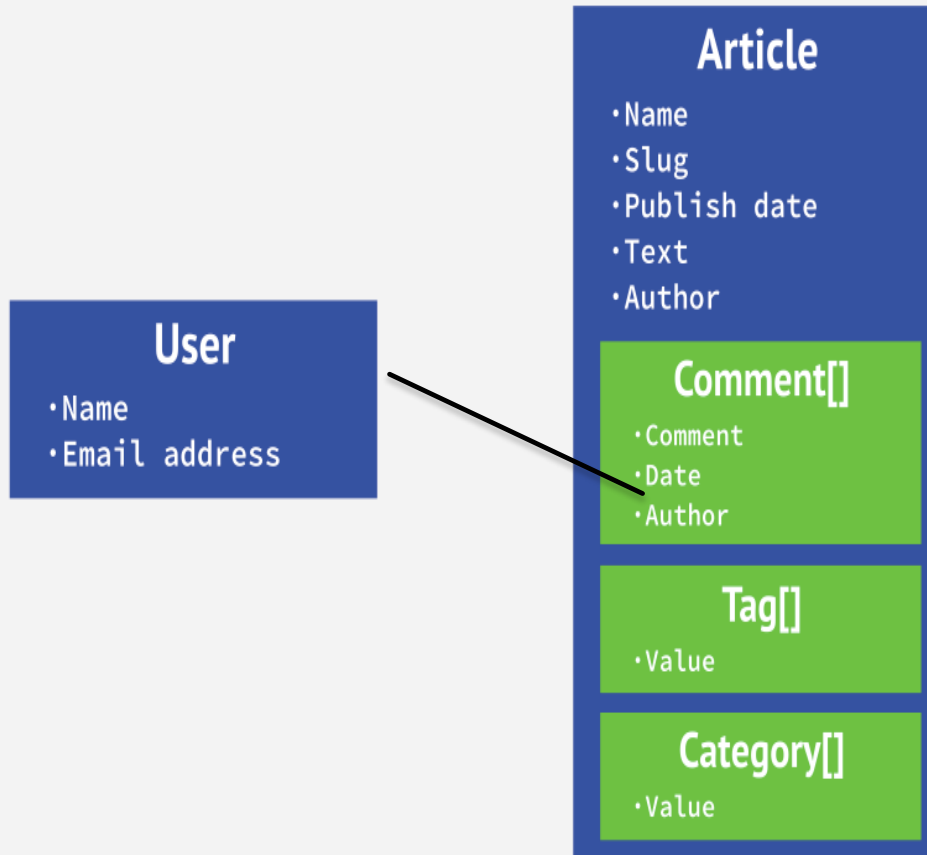 User
·Name
·Email address
Article
·Name
·Slug
·Publish date
·Text
·Author
Comment[]
·Comment
·Date
·Author
Tag[]
·Value
Category[]
·Value